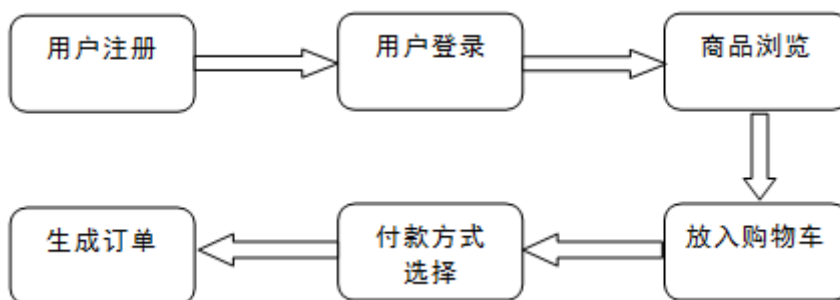 用户注册
用户登录
商品浏览
放入购物车
付款方式
选择
生成订单